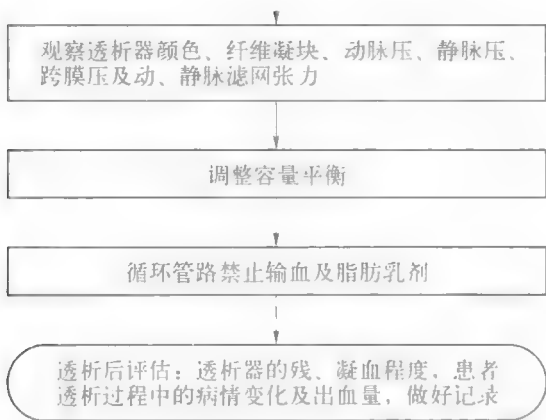 观察透析器颜色、纤维凝块、动脉压、静脉压、
跨膜压及动、静脉滤网张力
调整容量平衡
循环管路禁止输血及脂肪乳剂
透析后评估：透析器的残、凝血程度，患者
透析过程中的病情变化及出血量，做好记录